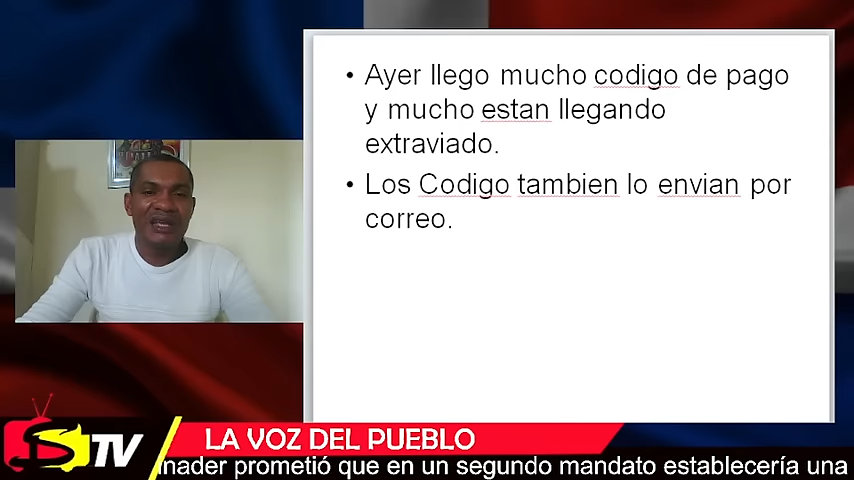 • Ayer llego mucho codigo de pago
y mucho estan llegando
extraviado.
• Los Codigo tambien lo envian por
correo.
STV
LA VOZ DEL PUEBLO
nader prometió que en un segundo mandato establecería una